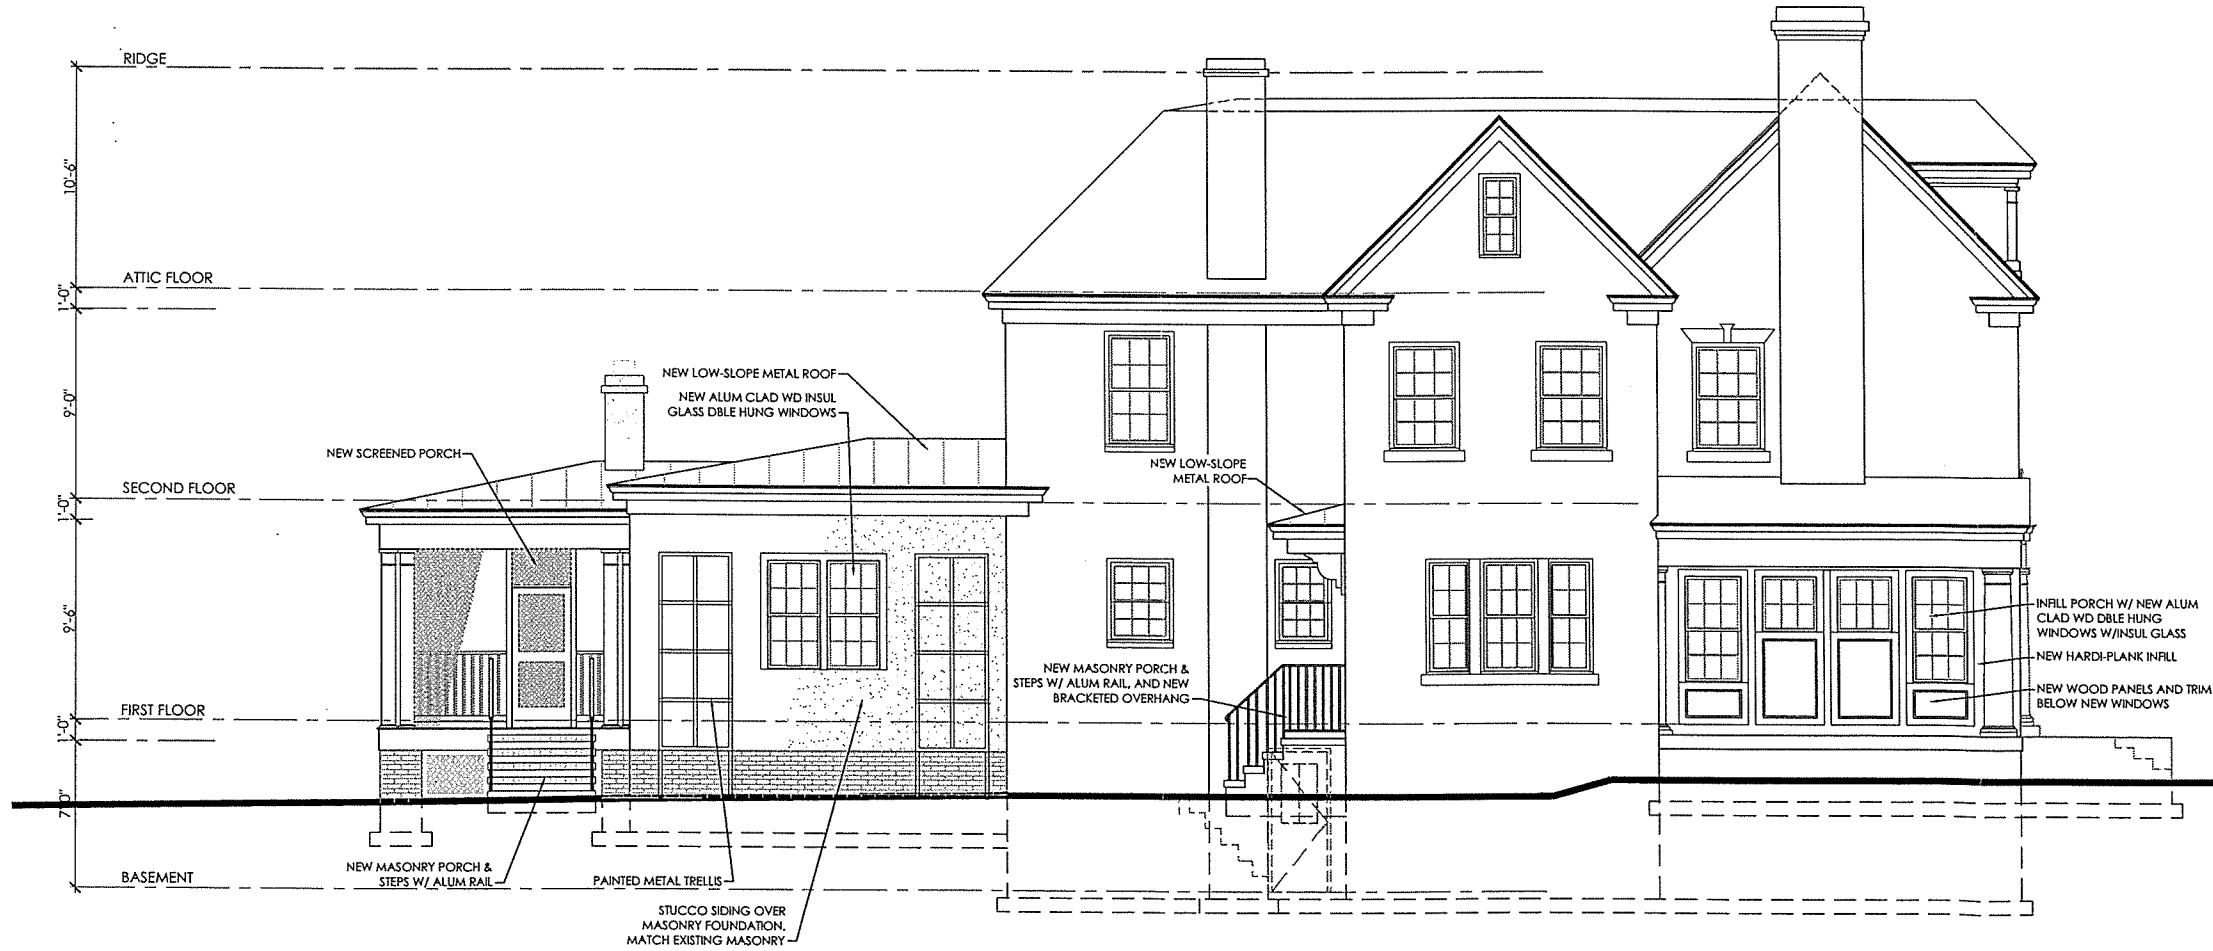 RIDGE
10'-6"
ATTIC FLOOR
1'-0"
9'-0"
NEW LOW-SLOPE METAL ROOF
NEW ALUM CLAD WD INSUL
GLASS DBLE HUNG WINDOWS
NEW SCREENED PORCH
NEW LOW-SLOPE
METAL ROOF
SECOND FLOOR
1'-0"
9'-6"
INFILL PORCH W/ NEW ALUM
CLAD WD DBLE HUNG
WINDOWS W/INSUL GLASS
NEW HARDI-PLANK INFILL
NEW WOOD PANELS AND TRIM
BELOW NEW WINDOWS
NEW MASONRY PORCH &
STEPS W/ ALUM RAIL, AND NEW
BRACKETED OVERHANG
FIRST FLOOR
1'-0"
7'-0"
BASEMENT
NEW MASONRY PORCH &
STEPS W/ ALUM RAIL
PAINTED METAL TRELLIS
STUCCO SIDING OVER
MASONRY FOUNDATION,
MATCH EXISTING MASONRY